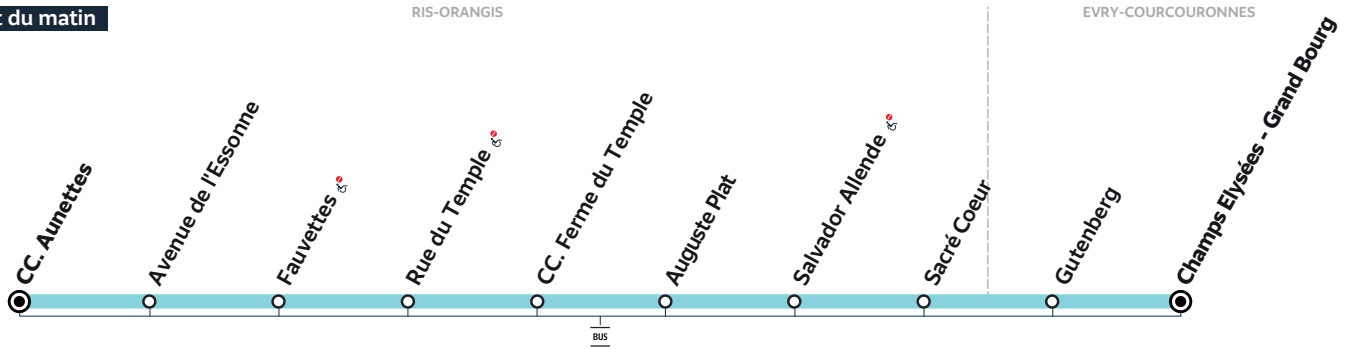 t du matin
RIS-ORANGIS
EVRY-COURCOURONNES
CC. Aunettes
Avenue de l'Essonne
Fauvettes
Rue du Temple
CC. Ferme du Temple
Auguste Plat
Salvador Allende
Sacré Coeur
Gutenberg
Champs Elysées - Grand Bourg
BUS